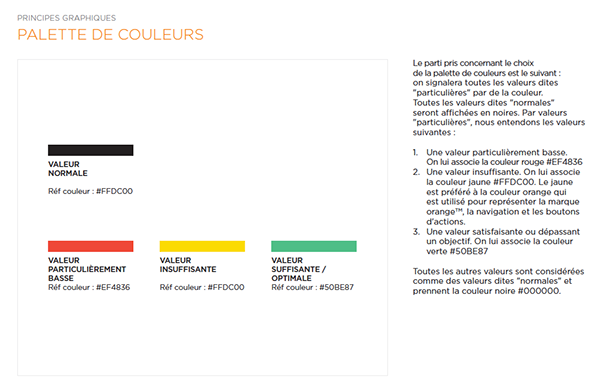 PRINCIPES GRAPHIQUES
PALETTE DE COULEURS
VALEUR
NORMALE
Réf couleur : #FFDC00
VALEUR
PARTICULIÈREMENT
BASSE
Réf couleur : #EF4836
VALEUR
INSUFFISANTE
Réf couleur : #FFDC00
VALEUR
SUFFISANTE /
OPTIMALE
Réf couleur : #50BE87
Le parti pris concernant le choix
de la palette de couleurs est le suivant :
on signalera toutes les valeurs dites
"particulières" par de la couleur.
Toutes les valeurs dites "normales"
seront affichées en noires. Par valeurs
"particulières", nous entendons les valeurs
suivantes :
1. Une valeur particulièrement basse.
On lui associe la couleur rouge #EF4836
2. Une valeur insuffisante. On lui associe
la couleur jaune #FFDC00. Le jaune
est préféré à la couleur orange qui
est utilisé pour représenter la marque
orange™, la navigation et les boutons
d'actions.
3. Une valeur satisfaisante ou dépassant
un objectif. On lui associe la couleur
verte #50BE87
Toutes les autres valeurs sont considérées
comme des valeurs dites "normales" et
prennent la couleur noire #000000.